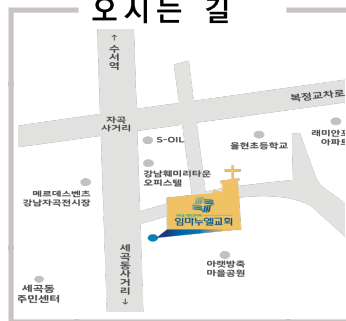 오시는 길
↑
수서역
복정교차로
자곡
사거리
S-OIL
율현초등학교
래미안포
아파트
강남훼미리타운
오피스텔
메르데스벤츠
강남자곡전시장
임마누엘교회
세곡동사거리
↓
아랫방죽
마을공원
세곡동
주민센터